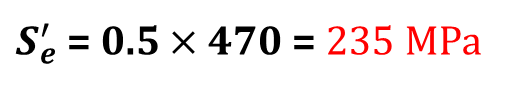 S′ₑ = 0.5 × 470 = 235 MPa